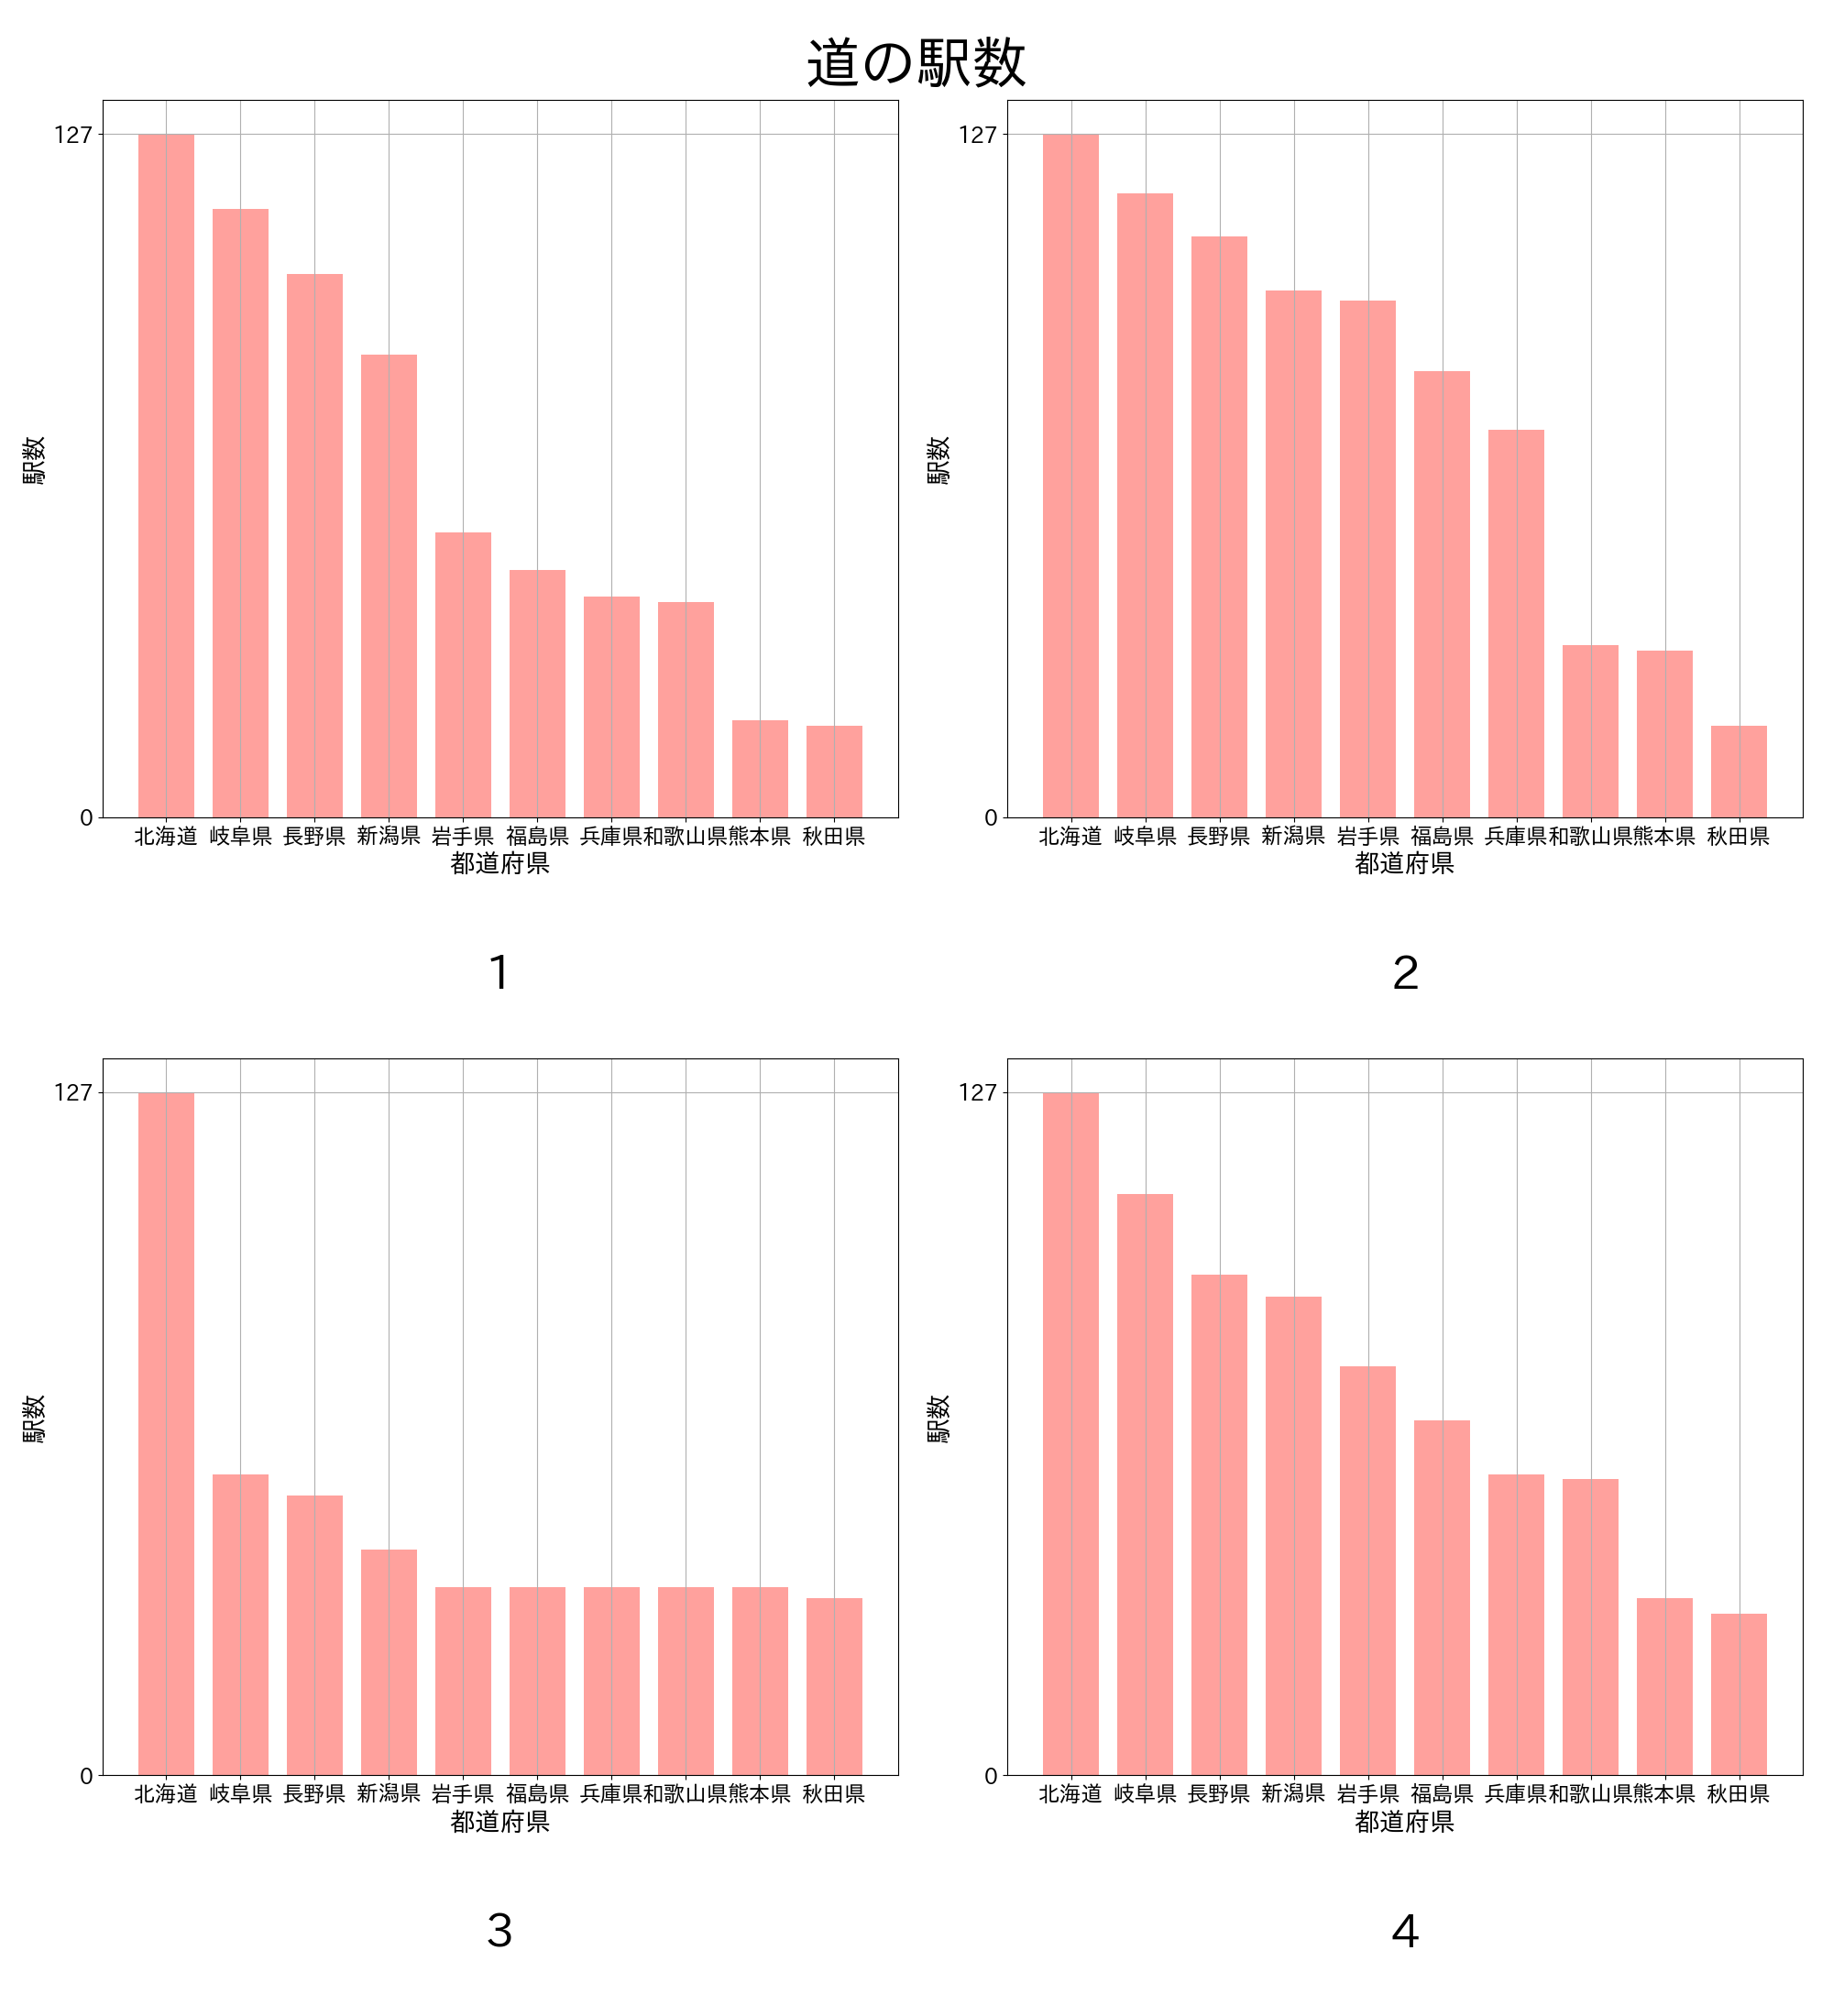 道の駅数
127
0
駅数
北海道 岐阜県 長野県 新潟県 岩手県 福島県 兵庫県 和歌山県 熊本県 秋田県
都道府県
1
127
0
駅数
北海道 岐阜県 長野県 新潟県 岩手県 福島県 兵庫県 和歌山県 熊本県 秋田県
都道府県
2
127
0
駅数
北海道 岐阜県 長野県 新潟県 岩手県 福島県 兵庫県 和歌山県 熊本県 秋田県
都道府県
3
127
0
駅数
北海道 岐阜県 長野県 新潟県 岩手県 福島県 兵庫県 和歌山県 熊本県 秋田県
都道府県
4